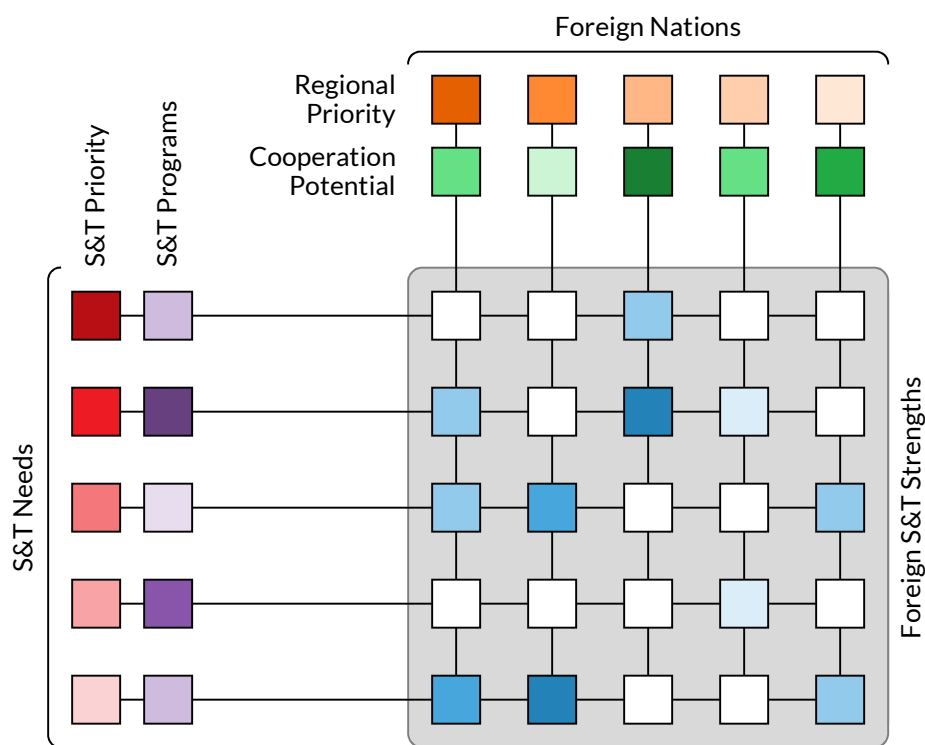 Foreign Nations
Regional
Priority
Cooperation
Potential
S&T Priority
S&T Programs
S&T Needs
Foreign S&T Strengths